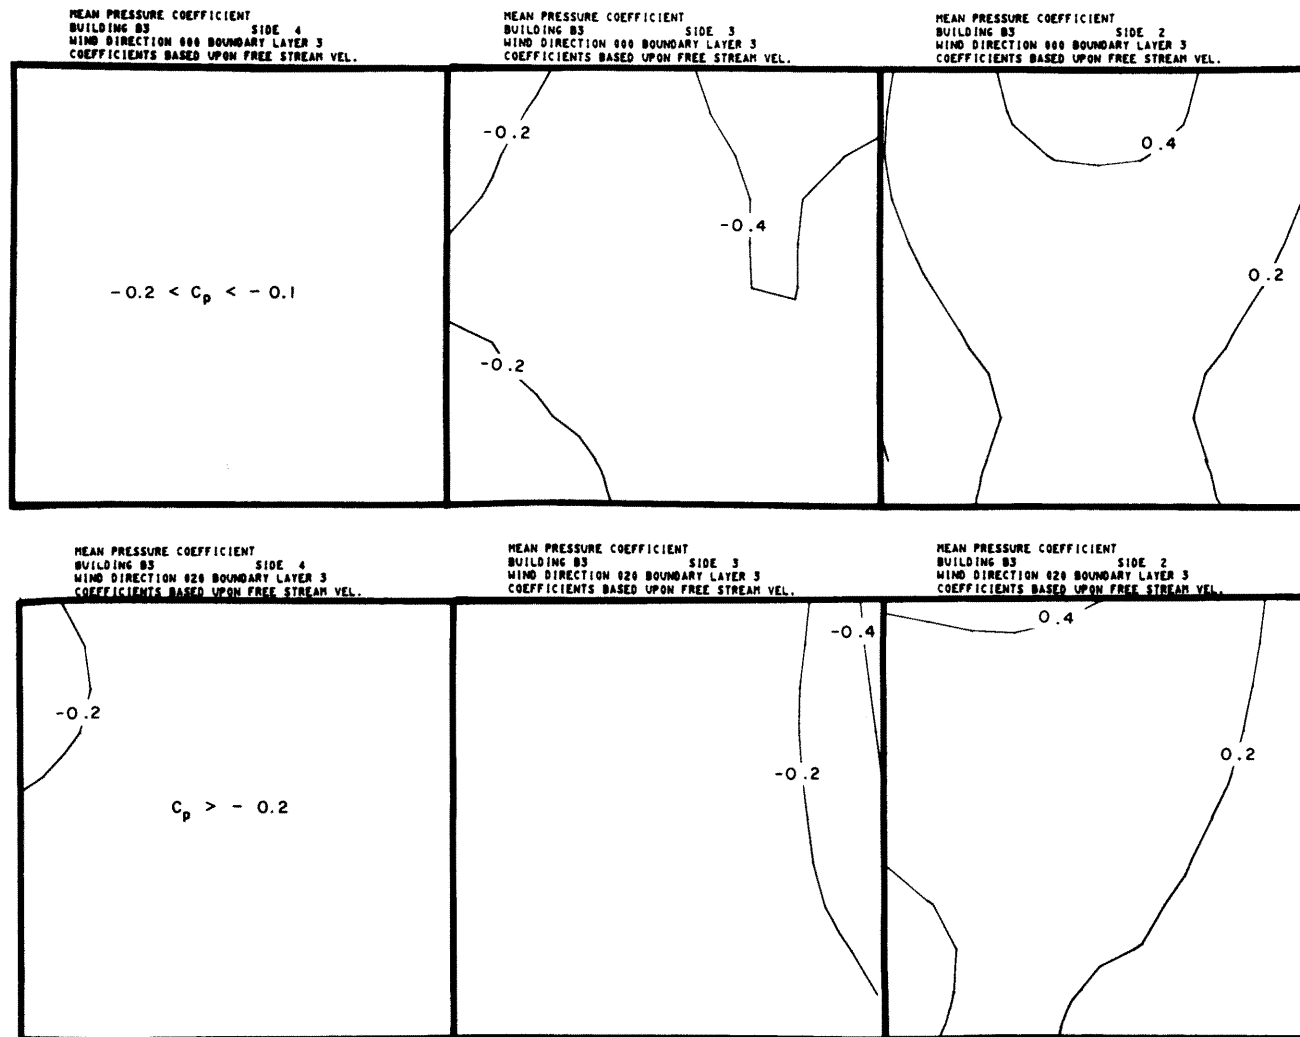 MEAN PRESSURE COEFFICIENT
BUILDING B3 SIDE 4
WIND DIRECTION 000 BOUNDARY LAYER 3
COEFFICIENTS BASED UPON FREE STREAM VEL.
MEAN PRESSURE COEFFICIENT
BUILDING B3 SIDE 3
WIND DIRECTION 000 BOUNDARY LAYER 3
COEFFICIENTS BASED UPON FREE STREAM VEL.
MEAN PRESSURE COEFFICIENT
BUILDING B3 SIDE 2
WIND DIRECTION 000 BOUNDARY LAYER 3
COEFFICIENTS BASED UPON FREE STREAM VEL.
-0.2 < Cp < -0.1
-0.2
-0.4
-0.2
0.4
0.2
MEAN PRESSURE COEFFICIENT
BUILDING B3 SIDE 4
WIND DIRECTION 020 BOUNDARY LAYER 3
COEFFICIENTS BASED UPON FREE STREAM VEL.
MEAN PRESSURE COEFFICIENT
BUILDING B3 SIDE 3
WIND DIRECTION 020 BOUNDARY LAYER 3
COEFFICIENTS BASED UPON FREE STREAM VEL.
MEAN PRESSURE COEFFICIENT
BUILDING B3 SIDE 2
WIND DIRECTION 020 BOUNDARY LAYER 3
COEFFICIENTS BASED UPON FREE STREAM VEL.
-0.2
Cp > -0.2
-0.4
-0.2
0.4
0.2